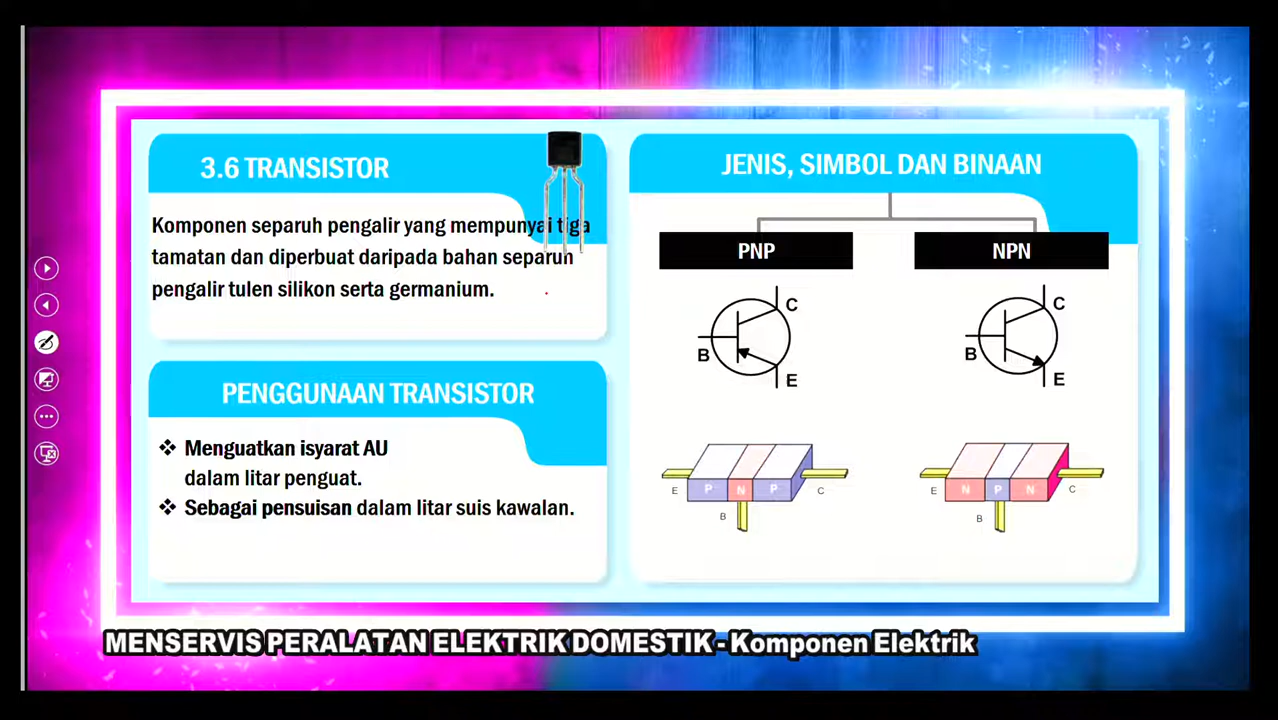 3.6 TRANSISTOR
Komponen separuh pengalir yang mempunyai tiga
tamatan dan diperbuat daripada bahan separuh
pengalir tulen silikon serta germanium.
PENGGUNAAN TRANSISTOR
❖ Menguatkan isyarat AU
dalam litar penguat.
❖ Sebagai pensuisan dalam litar suis kawalan.
JENIS, SIMBOL DAN BINAAN
PNP
C
B
E
P N P
E
C
B
NPN
C
B
E
N P N
E
C
B
MENSERVIS PERALATAN ELEKTRIK DOMESTIK - Komponen Elektrik